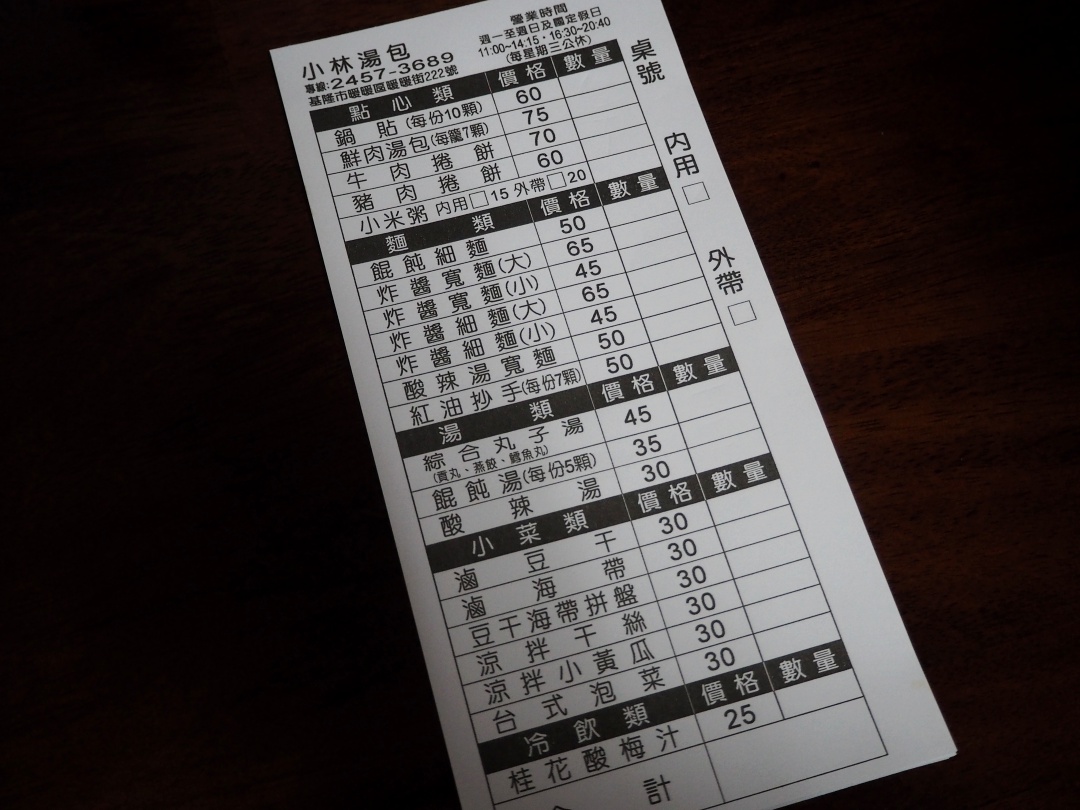 小林湯包
專線:2457-3689
基隆市暖暖區暖暖街222號
營業時間
週一至週日及國定假日
11:00~14:15・16:30~20:40
(每星期三公休)
桌號
內用□
外帶□
點心類 價格 數量
鍋貼(每份10顆) 60
鮮肉湯包(每籠7顆) 75
牛肉捲餅 70
豬肉捲餅 60
小米粥 內用□15 外帶□20
麵類 價格 數量
餛飩細麵 50
炸醬寬麵(大) 65
炸醬寬麵(小) 45
炸醬細麵(大) 65
炸醬細麵(小) 45
酸辣湯寬麵 50
紅油抄手(每份7顆) 50
湯類 價格 數量
綜合丸子湯 45
(貢丸、燕餃、鱈魚丸)
餛飩湯(每份5顆) 35
酸辣湯 30
小菜類 價格 數量
滷豆干 30
滷海帶 30
豆干海帶拼盤 30
涼拌干絲 30
涼拌小黃瓜 30
台式泡菜 30
冷飲類 價格 數量
桂花酸梅汁 25
計